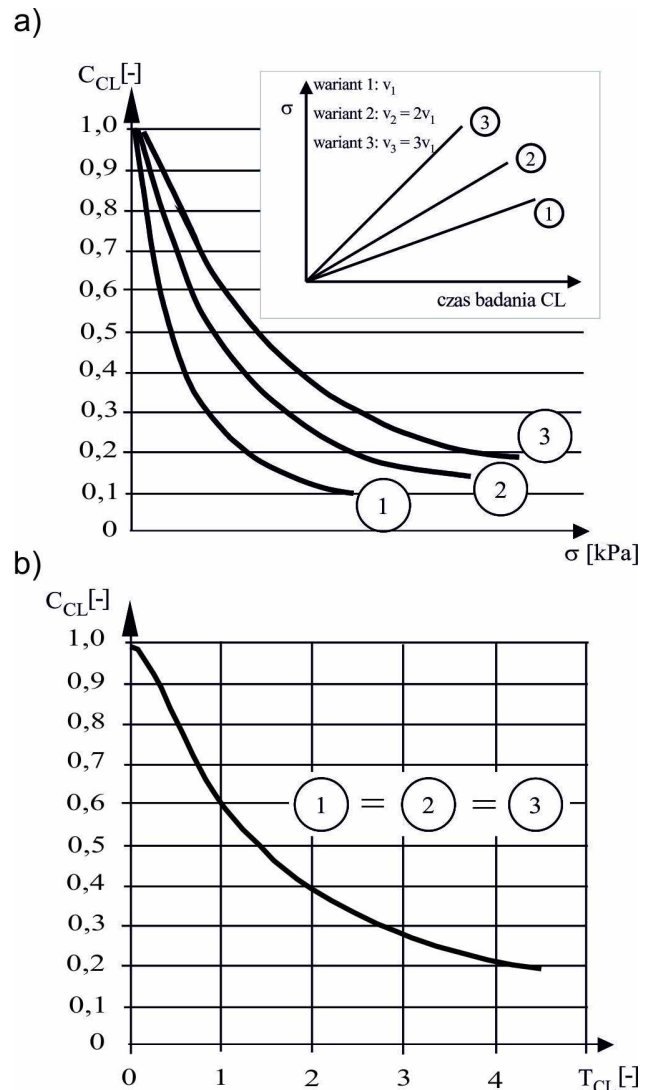 a)
C_CL[-]
1,0
0,9
0,8
0,7
0,6
0,5
0,4
0,3
0,2
0,1
0
σ [kPa]
σ
wariant 1: v₁
wariant 2: v₂ = 2v₁
wariant 3: v₃ = 3v₁
3
2
1
czas badania CL
3
2
1
b)
C_CL[-]
1,0
0,9
0,8
0,7
0,6
0,5
0,4
0,3
0,2
0,1
0
1 = 2 = 3
0 1 2 3 4 T_CL[-]